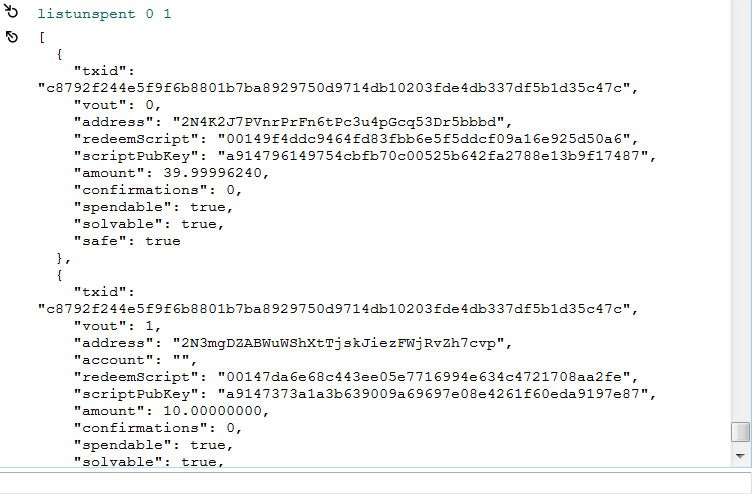 listunspent 0 1
[
  {
    "txid":
"c8792f244e5f9f6b8801b7ba8929750d9714db10203fde4db337df5b1d35c47c",
    "vout": 0,
    "address": "2N4K2J7PVnrPrFn6tPc3u4pGcq53Dr5bbbd",
    "redeemScript": "00149f4ddc9464fd83fbb6e5f5ddcf09a16e925d50a6",
    "scriptPubKey": "a914796149754cbfb70c00525b642fa2788e13b9f17487",
    "amount": 39.99996240,
    "confirmations": 0,
    "spendable": true,
    "solvable": true,
    "safe": true
  },
  {
    "txid":
"c8792f244e5f9f6b8801b7ba8929750d9714db10203fde4db337df5b1d35c47c",
    "vout": 1,
    "address": "2N3mgDZABWuWShXtTjskJiezFWjRvZh7cvp",
    "account": "",
    "redeemScript": "00147da6e68c443ee05e7716994e634c4721708aa2fe",
    "scriptPubKey": "a9147373a1a3b639009a69697e08e4261f60eda9197e87",
    "amount": 10.00000000,
    "confirmations": 0,
    "spendable": true,
    "solvable": true,